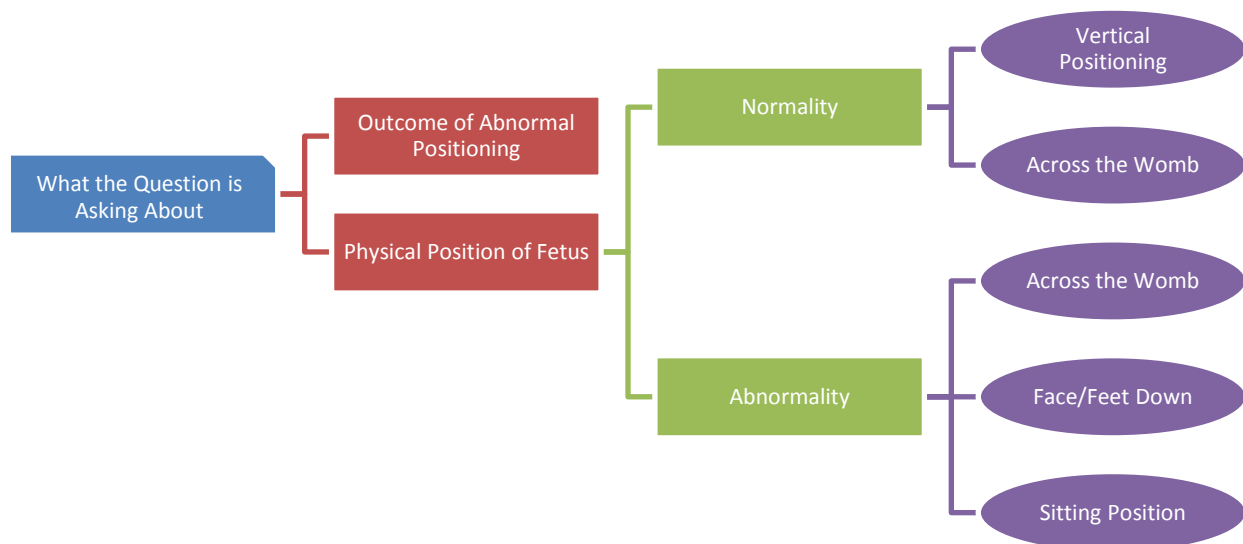 What the Question is
Asking About
Outcome of Abnormal
Positioning
Physical Position of Fetus
Normality
Vertical
Positioning
Across the Womb
Abnormality
Across the Womb
Face/Feet Down
Sitting Position